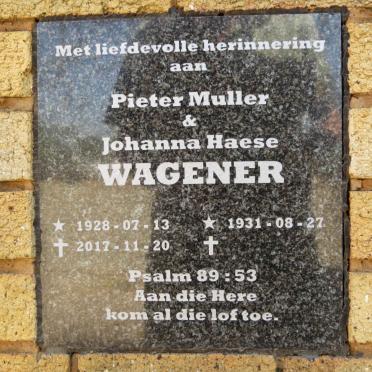 Met liefdevolle herinnering
aan
Pieter Muller
&
Johanna Haese
WAGENER
★ 1928-07-13 ★ 1931-08-27
✝ 2017-11-20 ✝
Psalm 89:53
Aan die Here
kom al die lof toe.